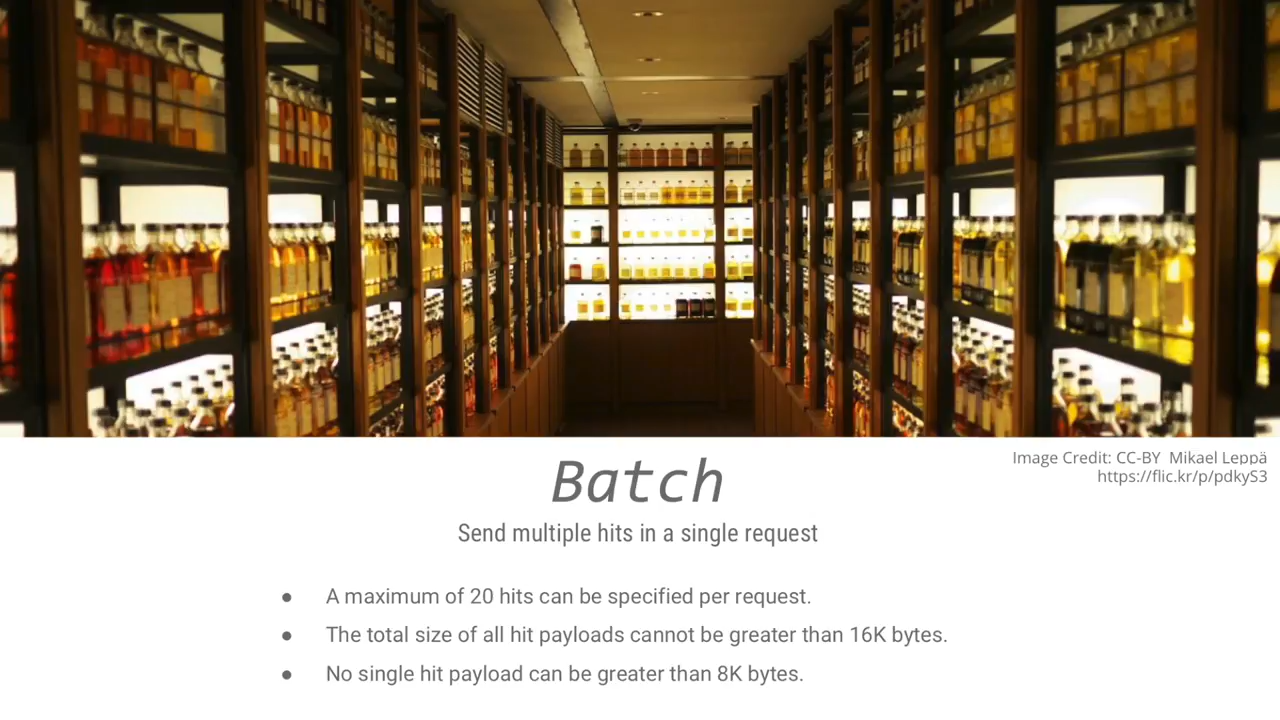 Image Credit: CC-BY Mikael Leppä
https://flic.kr/p/pdkyS3
Batch
Send multiple hits in a single request
● A maximum of 20 hits can be specified per request.
● The total size of all hit payloads cannot be greater than 16K bytes.
● No single hit payload can be greater than 8K bytes.